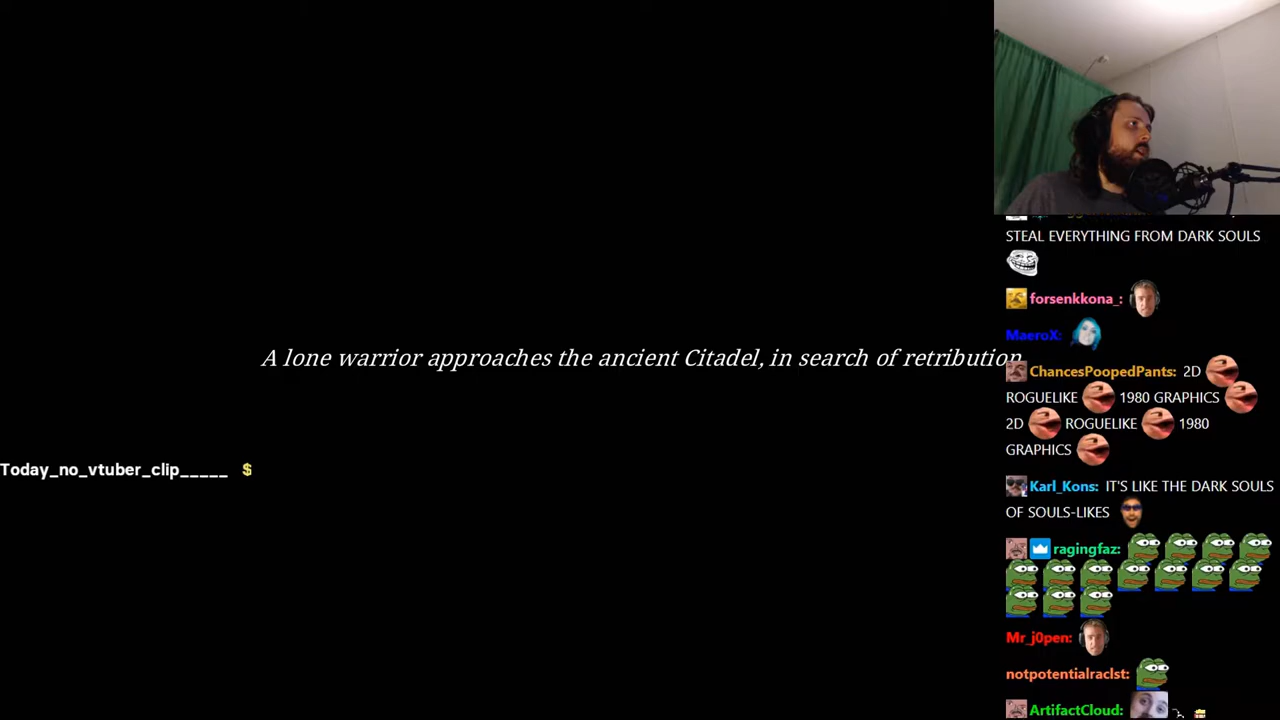 STEAL EVERYTHING FROM DARK SOULS
forsenkkona_:
MaeroX:
A lone warrior approaches the ancient Citadel, in search of retribution
ChancesPoopedPants: 2D
ROGUELIKE 1980 GRAPHICS
2D ROGUELIKE 1980
GRAPHICS
Today_no_vtuber_clip_____ $
Karl_Kons: IT'S LIKE THE DARK SOULS
OF SOULS-LIKES
ragingfaz:
Mr_j0pen:
notpotentialraclst:
ArtifactCloud: